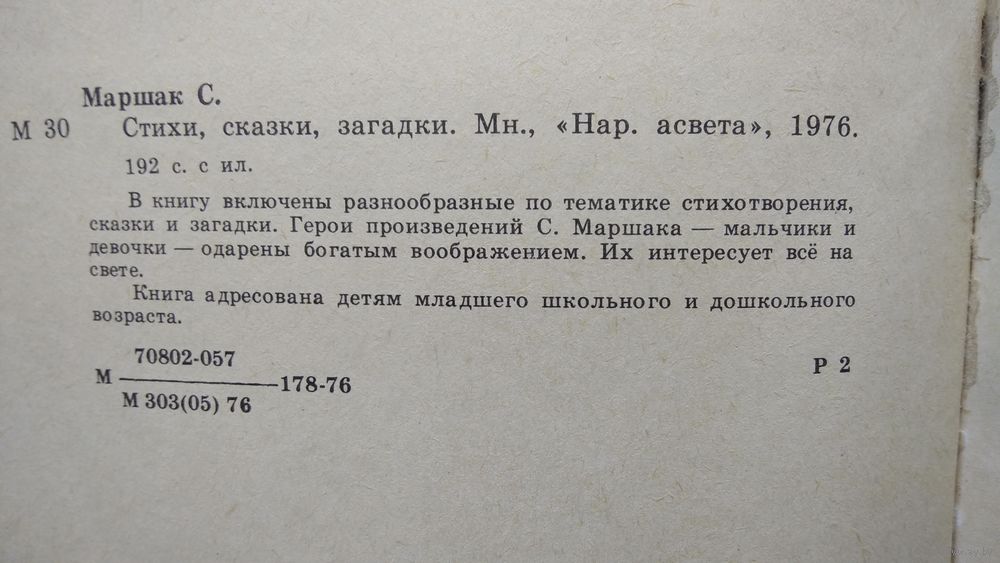 Маршак С.
М 30 Стихи, сказки, загадки. Мн., «Нар. асвета», 1976.
192 с. с ил.
В книгу включены разнообразные по тематике стихотворения,
сказки и загадки. Герои произведений С. Маршака — мальчики и
девочки — одарены богатым воображением. Их интересует всё на
свете.
Книга адресована детям младшего школьного и дошкольного
возраста.
70802-057
М —————— 178-76
М 303(05) 76
Р 2